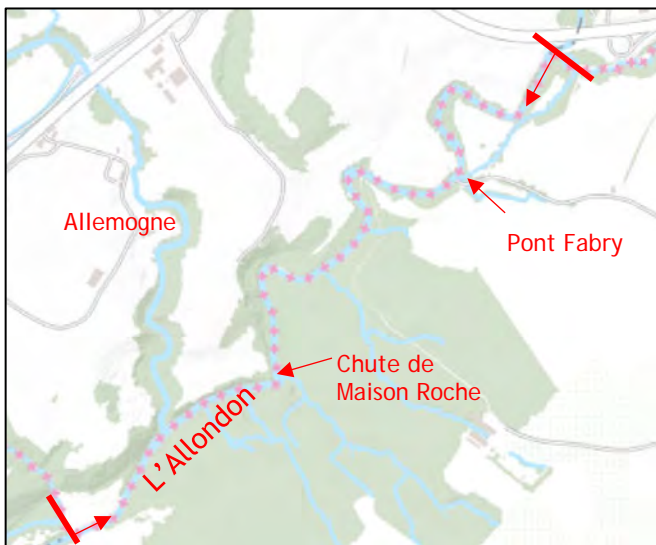 Allemogne
Pont Fabry
Chute de
Maison Roche
L'Allondon